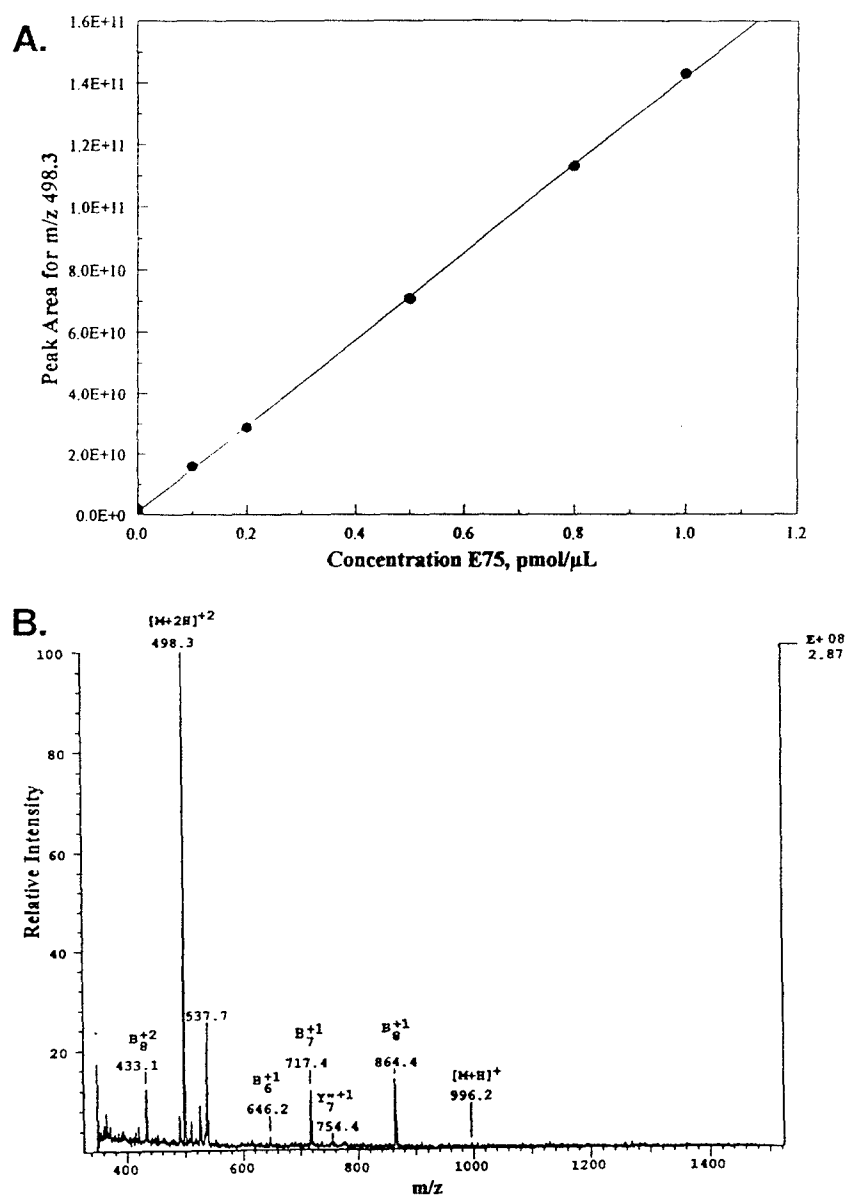 A.
Peak Area for m/z 498.3
1.6E+11
1.4E+11
1.2E+11
1.0E+11
8.0E+10
6.0E+10
4.0E+10
2.0E+10
0.0E+0
0.0 0.2 0.4 0.6 0.8 1.0 1.2
Concentration E75, pmol/µL
B.
[M+2H]+2
498.3
E+08
2.87
Relative Intensity
100
80
60
40
20
537.7
B8+2
433.1
B6+1
646.2
B7+1
717.4
Y7"+1
754.4
B8+1
864.4
[M+H]+
996.2
400 600 800 1000 1200 1400
m/z